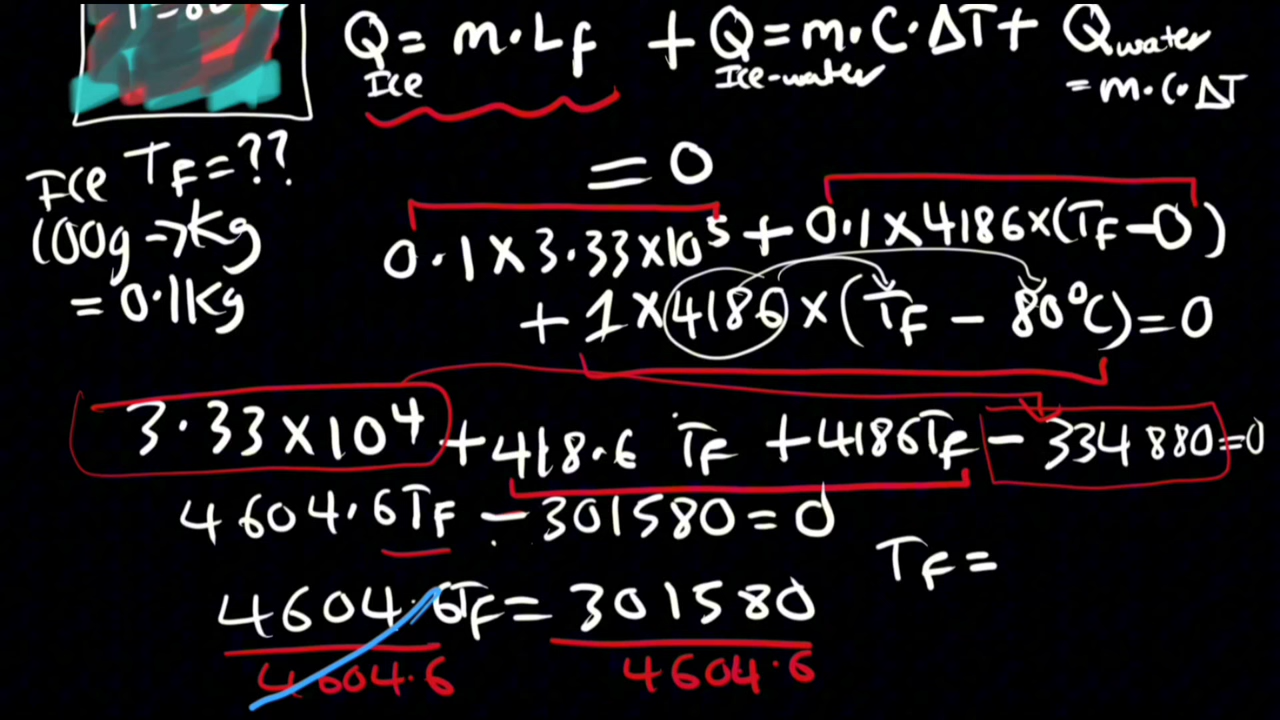 Q = m·Lf + Q = m·C·ΔT + Qwater
Ice Ice-water = m·C·ΔT
= 0
Ice TF = ??
100g → Kg
= 0.1Kg
0.1 × 3.33 × 10⁵ + 0.1 × 4186 × (TF - 0)
+ 1 × 4186 × (TF - 80°C) = 0
3.33 × 10⁴ + 418.6 TF + 4186TF - 334880 = 0
4604.6TF - 301580 = 0
TF =
4604.6TF = 301580
4604.6 4604.6